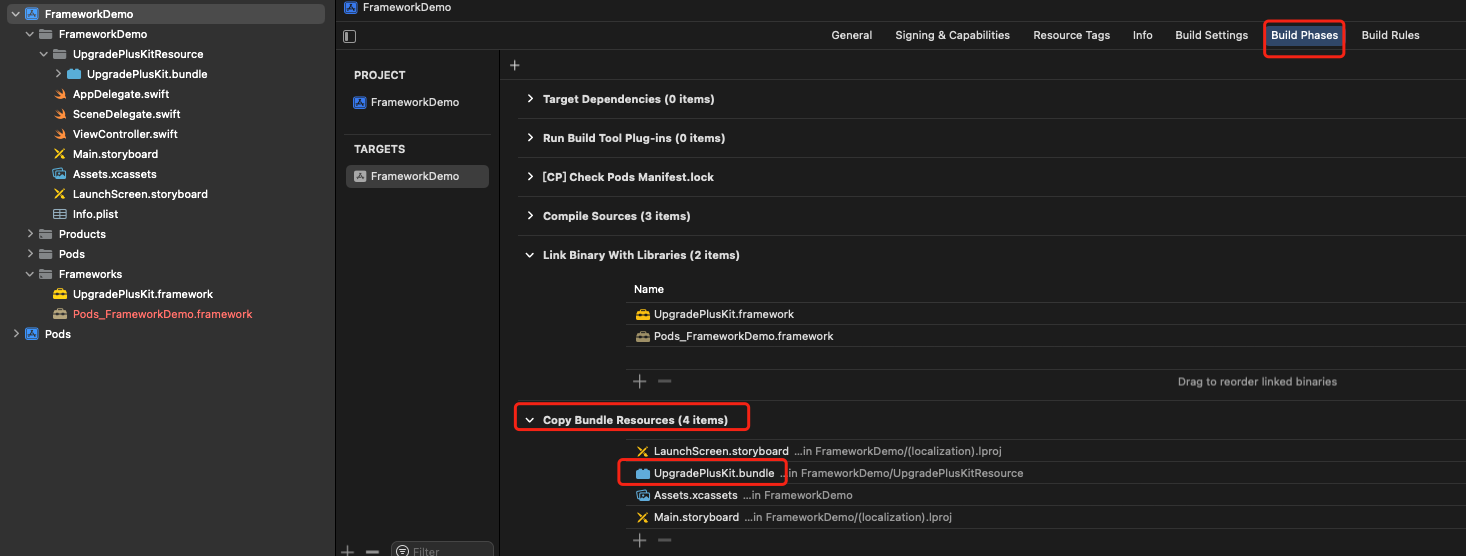 FrameworkDemo
FrameworkDemo
UpgradePlusKitResource
UpgradePlusKit.bundle
AppDelegate.swift
SceneDelegate.swift
ViewController.swift
Main.storyboard
Assets.xcassets
LaunchScreen.storyboard
Info.plist
Products
Pods
Frameworks
UpgradePlusKit.framework
Pods_FrameworkDemo.framework
Pods
FrameworkDemo
General Signing & Capabilities Resource Tags Info Build Settings Build Phases Build Rules
PROJECT
FrameworkDemo
TARGETS
FrameworkDemo
Filter
Target Dependencies (0 items)
Run Build Tool Plug-ins (0 items)
[CP] Check Pods Manifest.lock
Compile Sources (3 items)
Link Binary With Libraries (2 items)
Name
UpgradePlusKit.framework
Pods_FrameworkDemo.framework
Drag to reorder linked binaries
Copy Bundle Resources (4 items)
LaunchScreen.storyboard ...in FrameworkDemo/(localization).lproj
UpgradePlusKit.bundle ...in FrameworkDemo/UpgradePlusKitResource
Assets.xcassets ...in FrameworkDemo
Main.storyboard ...in FrameworkDemo/(localization).lproj